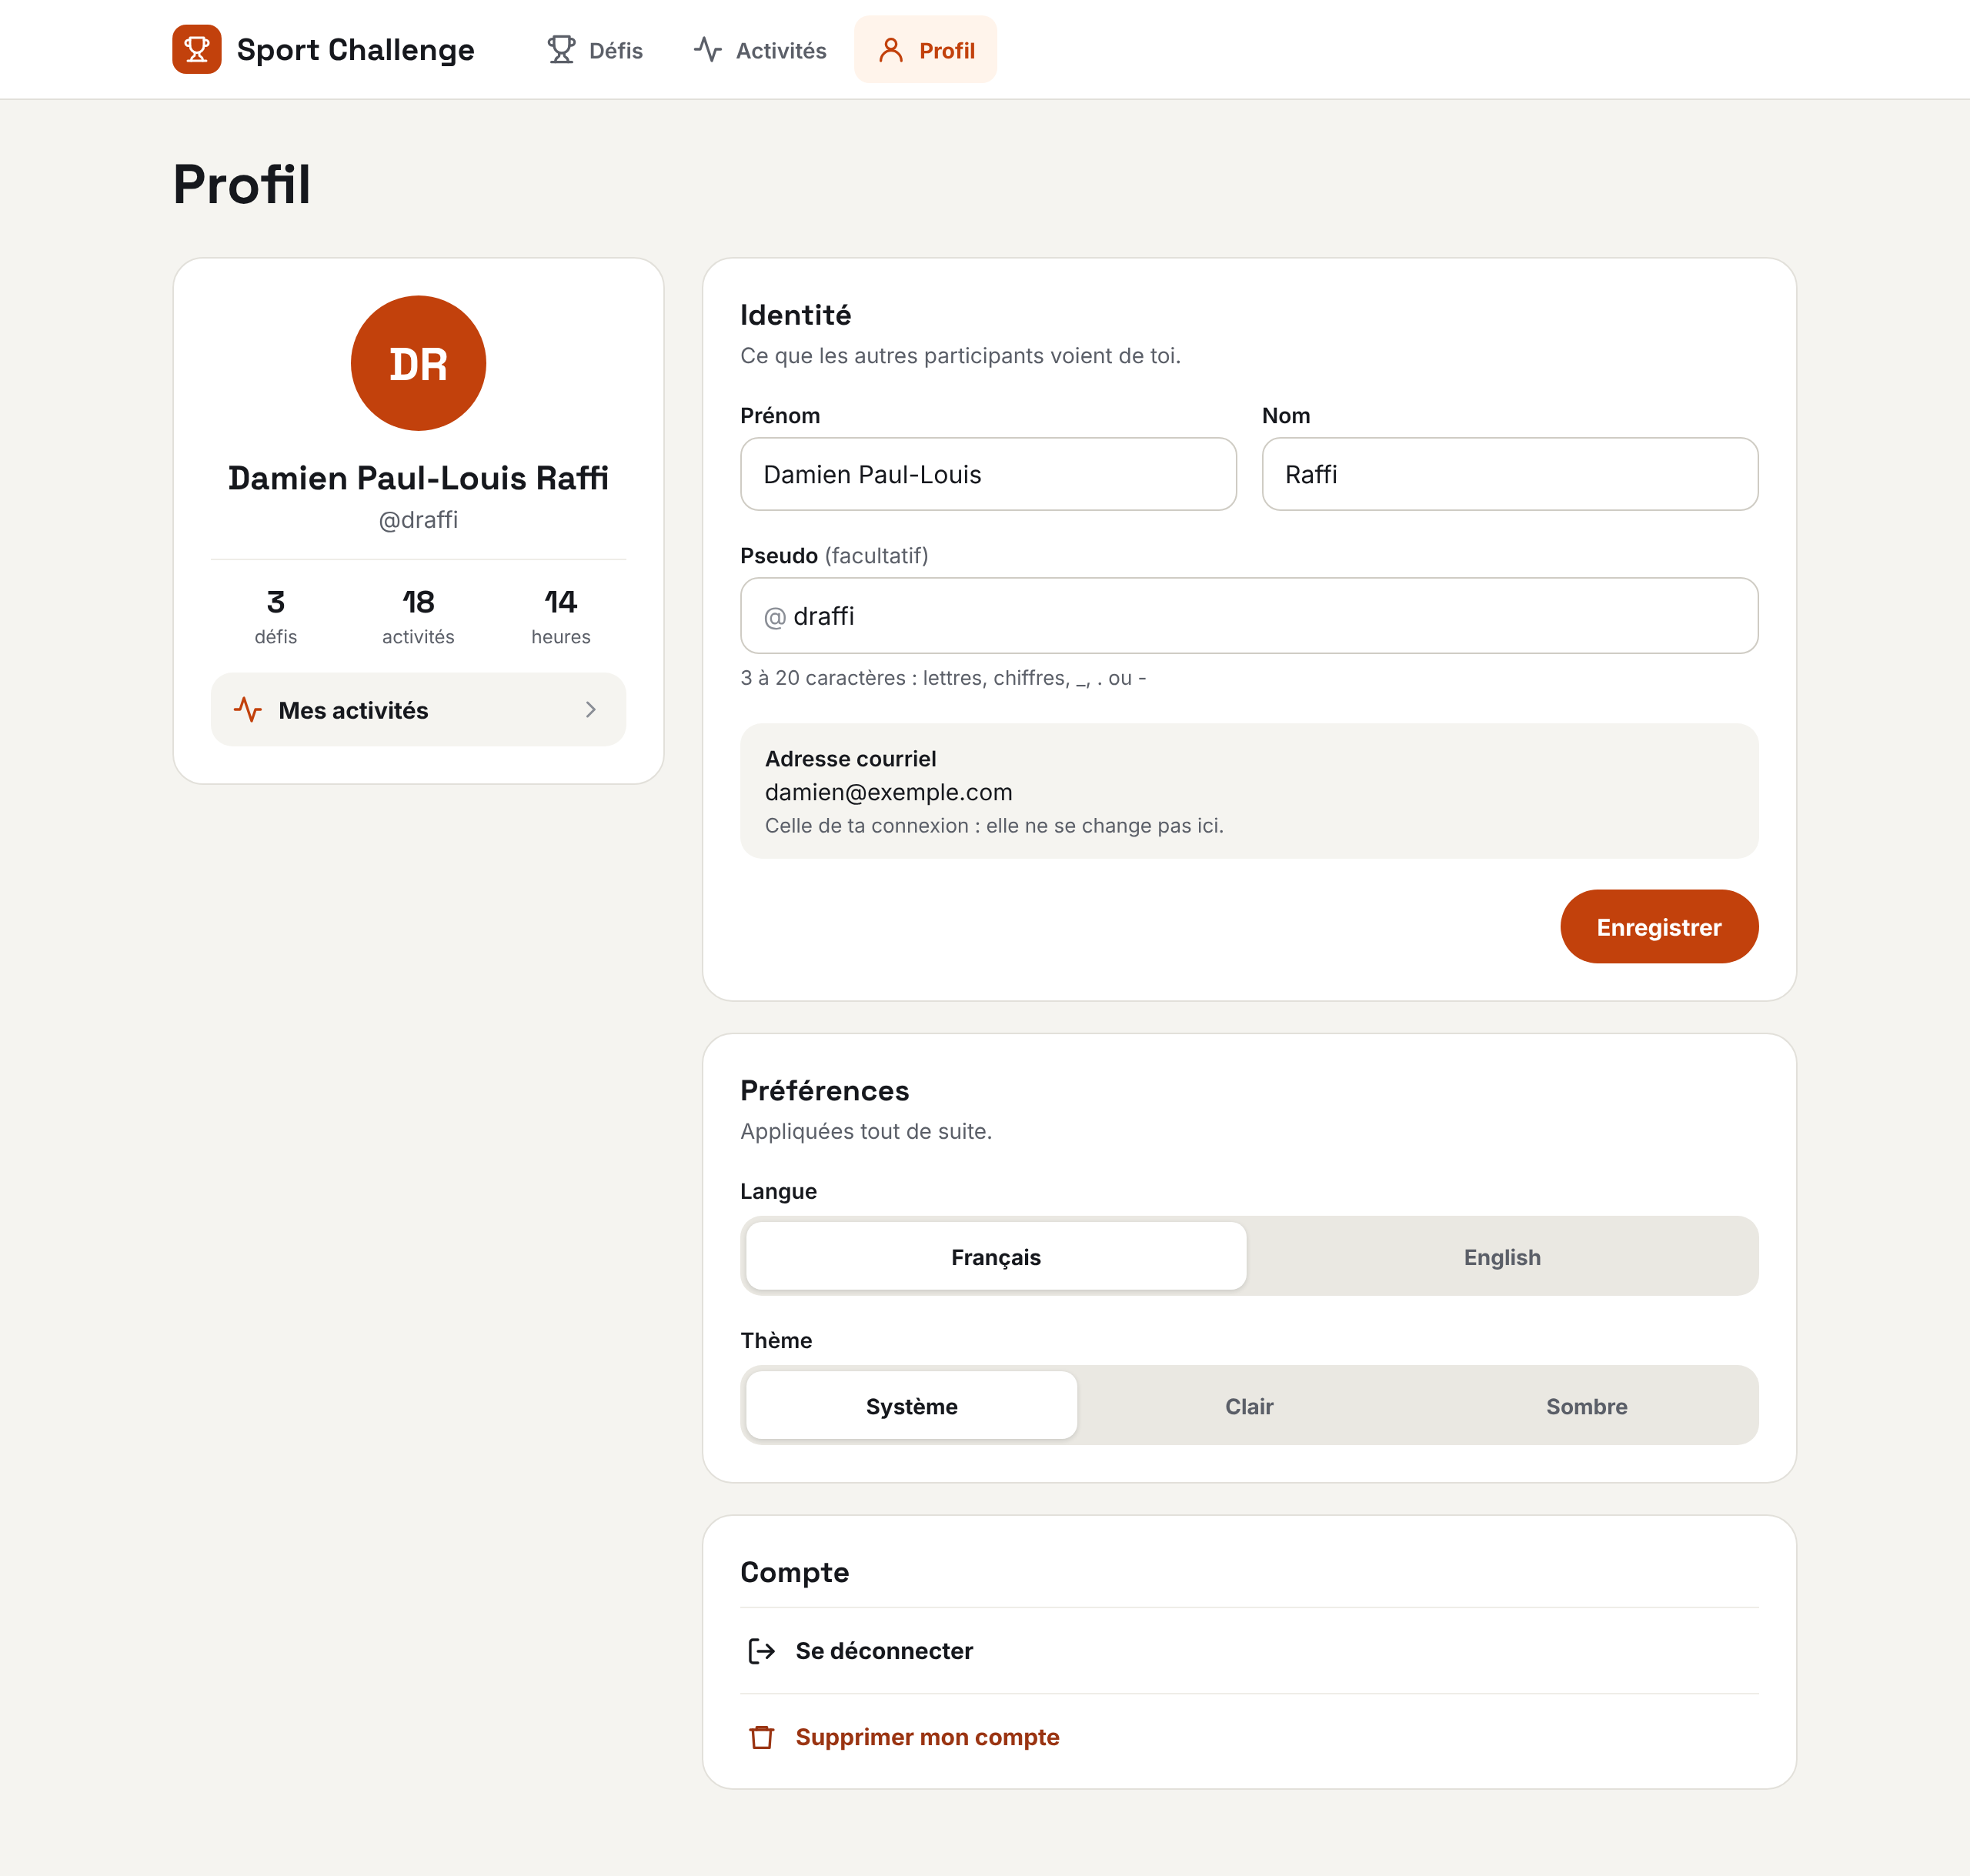 Sport Challenge
Défis
Activités
Profil
Profil
DR
Damien Paul-Louis Raffi
@draffi
3
défis
18
activités
14
heures
Mes activités
Identité
Ce que les autres participants voient de toi.
Prénom
Damien Paul-Louis
Nom
Raffi
Pseudo (facultatif)
@ draffi
3 à 20 caractères : lettres, chiffres, _, . ou -
Adresse courriel
damien@exemple.com
Celle de ta connexion : elle ne se change pas ici.
Enregistrer
Préférences
Appliquées tout de suite.
Langue
Français
English
Thème
Système
Clair
Sombre
Compte
Se déconnecter
Supprimer mon compte